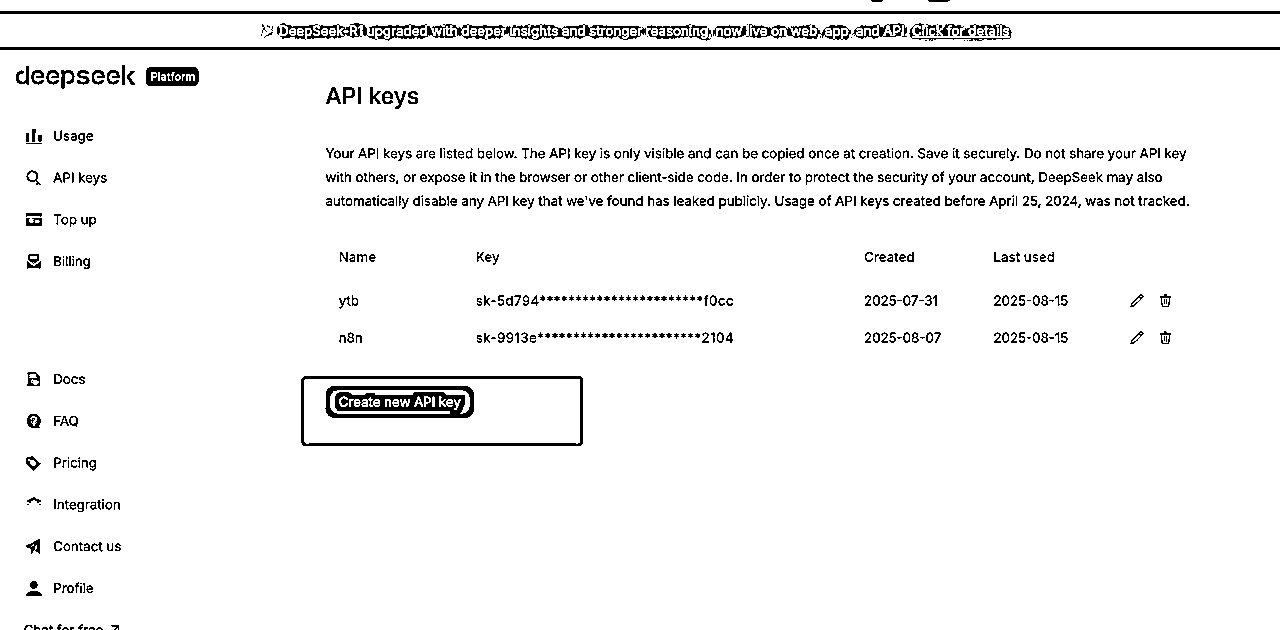 DeepSeek-R1 upgraded with deeper insights and stronger reasoning, now live on web, app, and API. Click for details
deepseek Platform
Usage
API keys
Top up
Billing
Docs
FAQ
Pricing
Integration
Contact us
Profile
Chat for free
API keys
Your API keys are listed below. The API key is only visible and can be copied once at creation. Save it securely. Do not share your API key
with others, or expose it in the browser or other client-side code. In order to protect the security of your account, DeepSeek may also
automatically disable any API key that we've found has leaked publicly. Usage of API keys created before April 25, 2024, was not tracked.
Name Key Created Last used
ytb sk-5d794***********************f0cc 2025-07-31 2025-08-15
n8n sk-9913e***********************2104 2025-08-07 2025-08-15
Create new API key